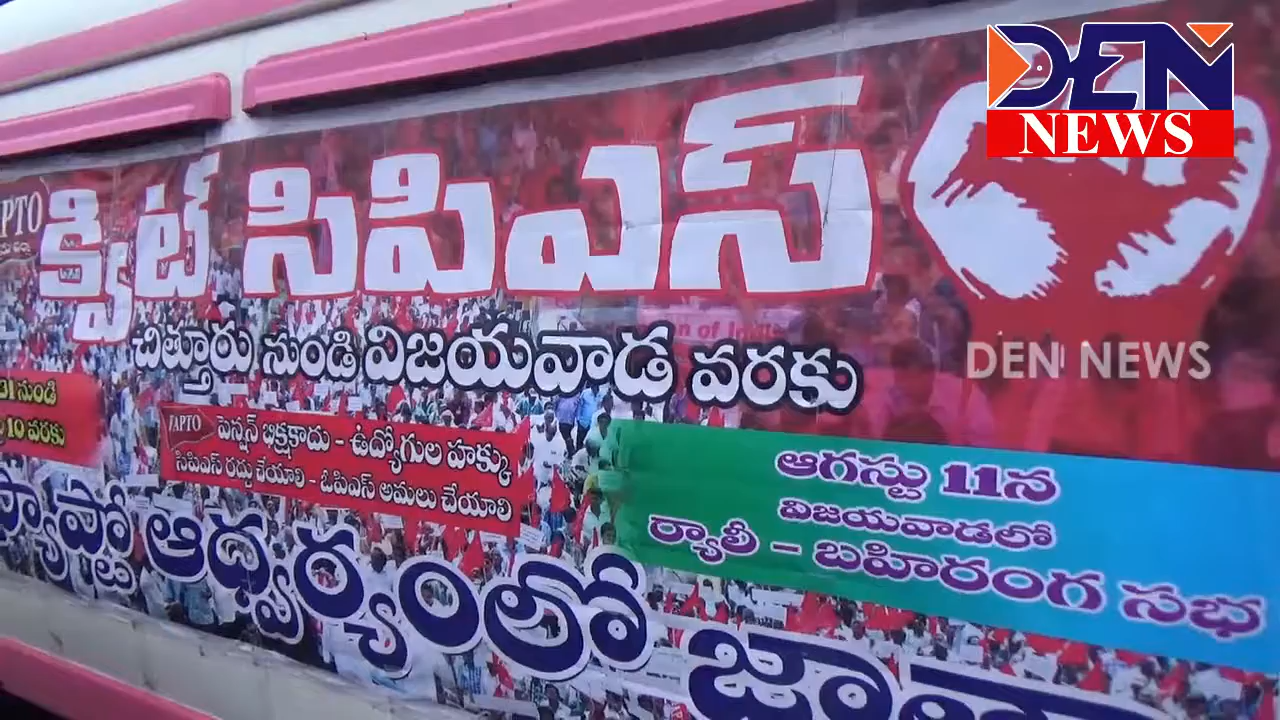 DEN
NEWS
FAPTO
క్విట్ సిపిఎస్
చిత్తూరు నుండి విజయవాడ వరకు
DEN NEWS
31 నుండి
10 వరకు
FAPTO పెన్షన్ భిక్షకాదు - ఉద్యోగుల హక్కు
సిపిఎస్ రద్దు చేయాలి - ఓపిఎస్ అమలు చేయాలి
ఆగస్టు 11న
విజయవాడలో
ర్యాలీ - బహిరంగ సభ
ఫ్యాప్టో ఆధ్వర్యంలో